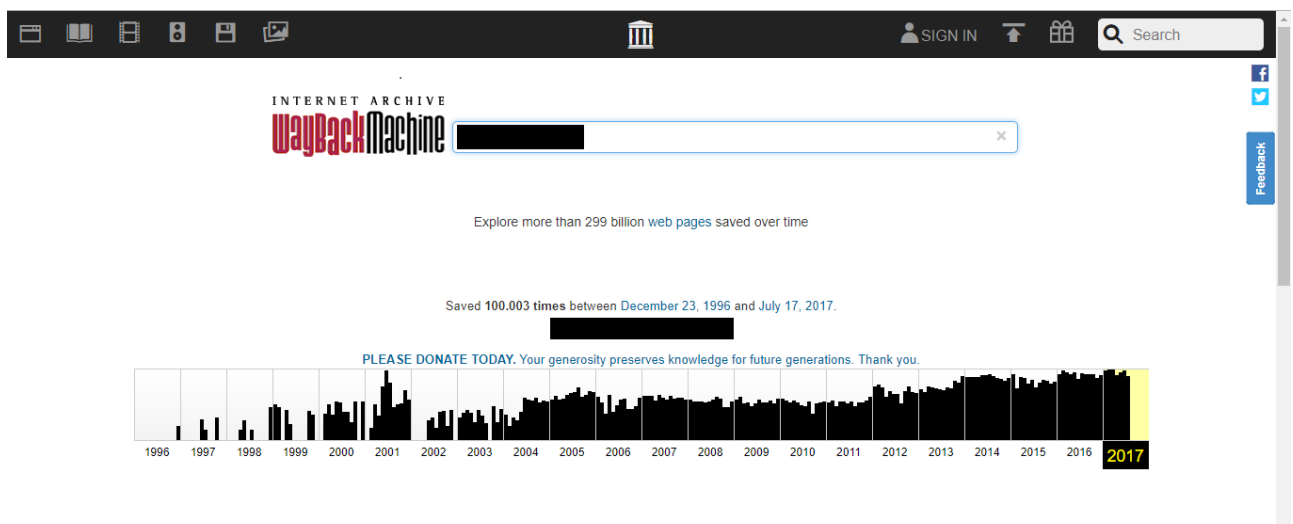 SIGN IN
Search
INTERNET ARCHIVE
WayBackMachine
×
Feedback
Explore more than 299 billion web pages saved over time
Saved 100.003 times between December 23, 1996 and July 17, 2017.
PLEASE DONATE TODAY. Your generosity preserves knowledge for future generations. Thank you.
1996 1997 1998 1999 2000 2001 2002 2003 2004 2005 2006 2007 2008 2009 2010 2011 2012 2013 2014 2015 2016 2017